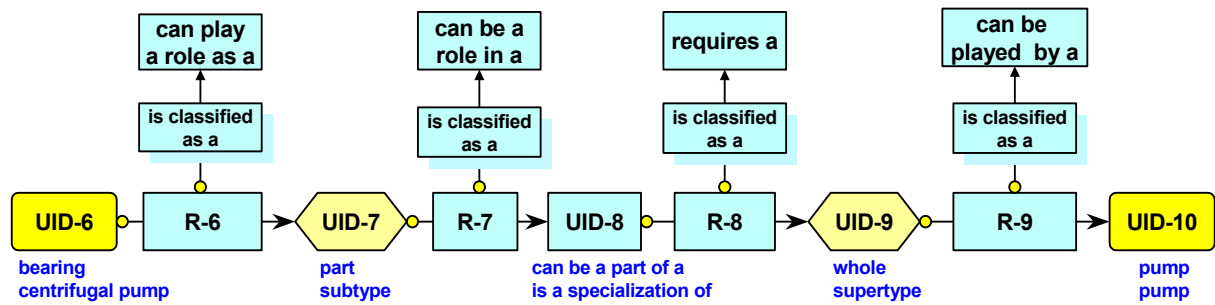 can play
a role as a
can be a
role in a
requires a
can be
played by a
is classified
as a
is classified
as a
is classified
as a
is classified
as a
UID-6
R-6
UID-7
R-7
UID-8
R-8
UID-9
R-9
UID-10
bearing
centrifugal pump
part
subtype
can be a part of a
is a specialization of
whole
supertype
pump
pump